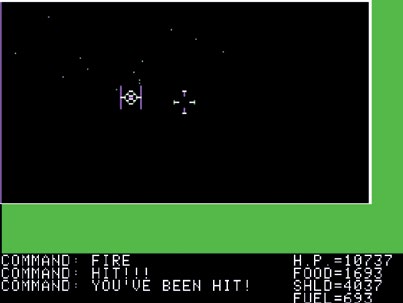 COMMAND: FIRE H.P.=10737
COMMAND: HIT!!! FOOD=1693
COMMAND: YOU'VE BEEN HIT! SHLD=4037
FUEL=693